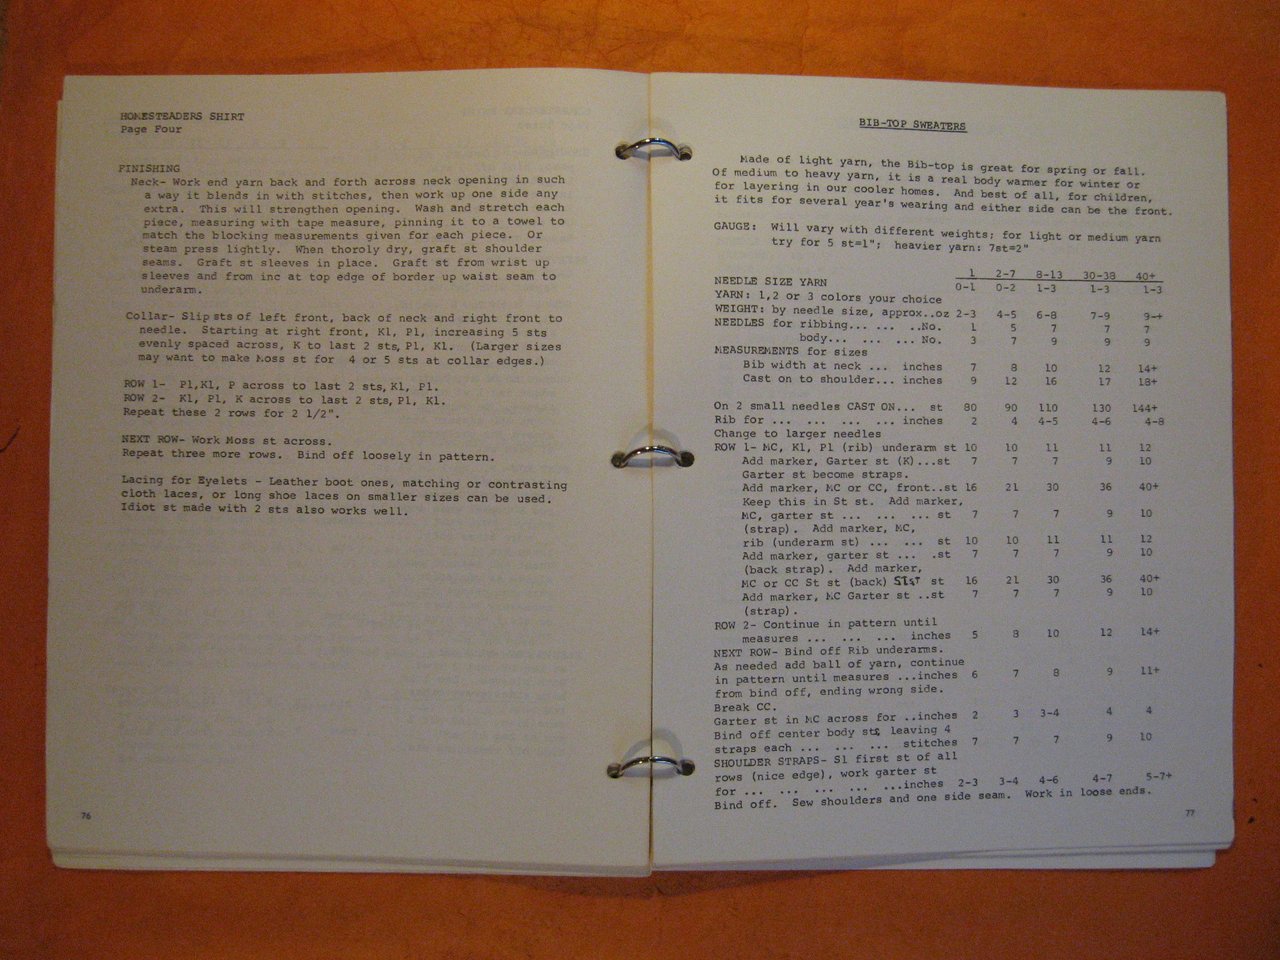 HOMESTEADERS SHIRT
Page Four
FINISHING
Neck- Work end yarn back and forth across neck opening in such
a way it blends in with stitches, then work up one side any
extra. This will strengthen opening. Wash and stretch each
piece, measuring with tape measure, pinning it to a towel to
match the blocking measurements given for each piece. Or
steam press lightly. When thoroly dry, graft st shoulder
seams. Graft st sleeves in place. Graft st from wrist up
sleeves and from inc at top edge of border up waist seam to
underarm.
Collar- Slip sts of left front, back of neck and right front to
needle. Starting at right front, K1, P1, increasing 5 sts
evenly spaced across, K to last 2 sts, P1, K1. (Larger sizes
may want to make Moss st for 4 or 5 sts at collar edges.)
ROW 1- P1,K1, P across to last 2 sts, K1, P1.
ROW 2- K1, P1, K across to last 2 sts, P1, K1.
Repeat these 2 rows for 2 1/2".
NEXT ROW- Work Moss st across.
Repeat three more rows. Bind off loosely in pattern.
Lacing for Eyelets - Leather boot ones, matching or contrasting
cloth laces, or long shoe laces on smaller sizes can be used.
Idiot st made with 2 sts also works well.
76
BIB-TOP SWEATERS
Made of light yarn, the Bib-top is great for spring or fall.
Of medium to heavy yarn, it is a real body warmer for winter or
for layering in our cooler homes. And best of all, for children,
it fits for several year's wearing and either side can be the front.
GAUGE: Will vary with different weights; for light or medium yarn
try for 5 st=1"; heavier yarn: 7st=2"
1 2-7 8-13 30-38 40+
NEEDLE SIZE YARN 0-1 0-2 1-3 1-3 1-3
YARN: 1,2 or 3 colors your choice
WEIGHT: by needle size, approx..oz 2-3 4-5 6-8 7-9 9-+
NEEDLES for ribbing... ... ..No. 1 5 7 7 7
body... ... ... No. 3 7 9 9 9
MEASUREMENTS for sizes
Bib width at neck ... inches 7 8 10 12 14+
Cast on to shoulder... inches 9 12 16 17 18+
On 2 small needles CAST ON... st 80 90 110 130 144+
Rib for ... ... ... ... inches 2 4 4-5 4-6 4-8
Change to larger needles
ROW 1- MC, K1, P1 (rib) underarm st 10 10 11 11 12
Add marker, Garter st (K)...st 7 7 7 9 10
Garter st become straps.
Add marker, MC or CC, front..st 16 21 30 36 40+
Keep this in St st. Add marker,
MC, garter st ... ... ... st 7 7 7 9 10
(strap). Add marker, MC,
rib (underarm st) ... ... st 10 10 11 11 12
Add marker, garter st ... .st 7 7 7 9 10
(back strap). Add marker,
MC or CC St st (back) STST st 16 21 30 36 40+
Add marker, MC Garter st ..st 7 7 7 9 10
(strap).
ROW 2- Continue in pattern until
measures ... ... ... inches 5 8 10 12 14+
NEXT ROW- Bind off Rib underarms.
As needed add ball of yarn, continue
in pattern until measures ...inches 6 7 8 9 11+
from bind off, ending wrong side.
Break CC.
Garter st in MC across for ..inches 2 3 3-4 4 4
Bind off center body sts leaving 4
straps each ... ... ... stitches 7 7 7 9 10
SHOULDER STRAPS- Sl first st of all
rows (nice edge), work garter st
for ... ... ... ... ...inches 2-3 3-4 4-6 4-7 5-7+
Bind off. Sew shoulders and one side seam. Work in loose ends.
77